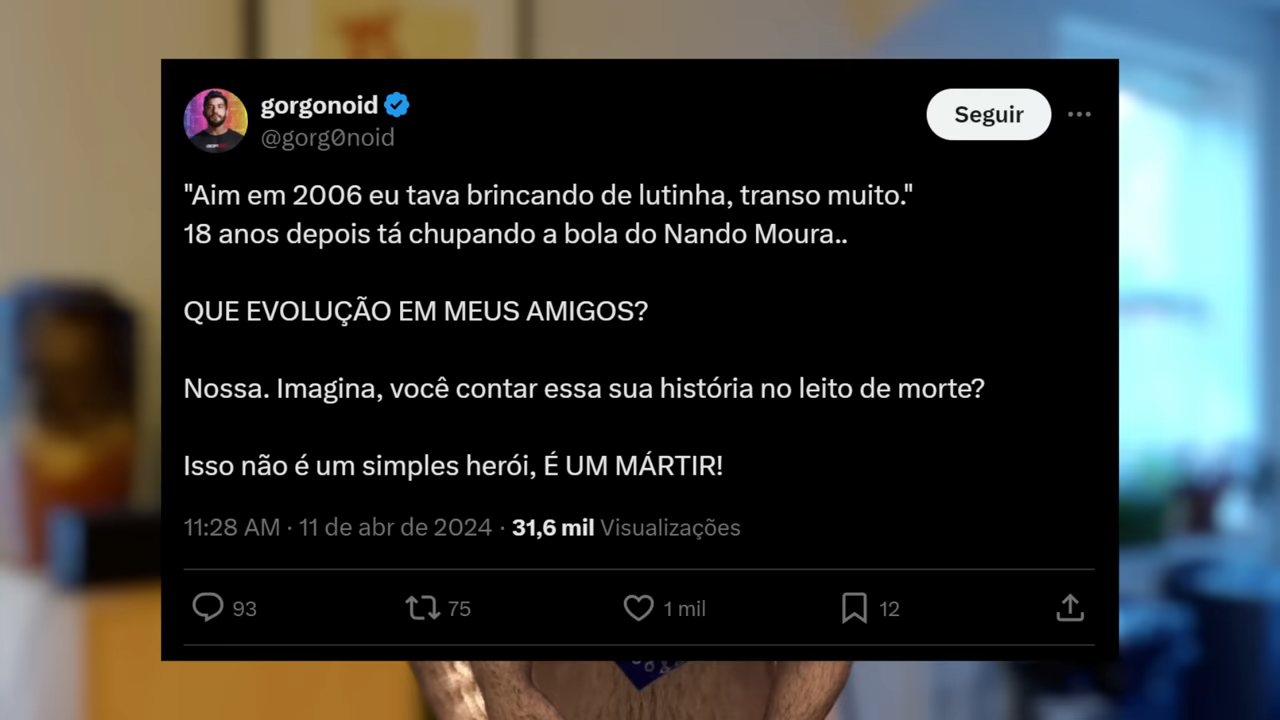 gorgonoid
@gorg0noid
Seguir
"Aim em 2006 eu tava brincando de lutinha, transo muito."
18 anos depois tá chupando a bola do Nando Moura..
QUE EVOLUÇÃO EM MEUS AMIGOS?
Nossa. Imagina, você contar essa sua história no leito de morte?
Isso não é um simples herói, É UM MÁRTIR!
11:28 AM · 11 de abr de 2024 · 31,6 mil Visualizações
93 75 1 mil 12